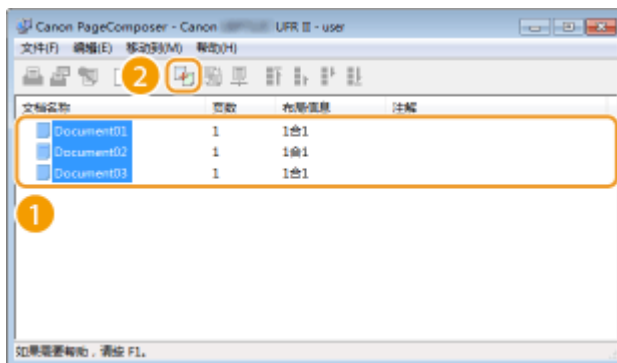 Canon PageComposer - Canon UFR II - user
文件(F) 编辑(E) 移动到(M) 帮助(H)
2
文档名称 页数 布局信息 注解
Document01 1 1合1
Document02 1 1合1
Document03 1 1合1
1
如果需要帮助，请按 F1。